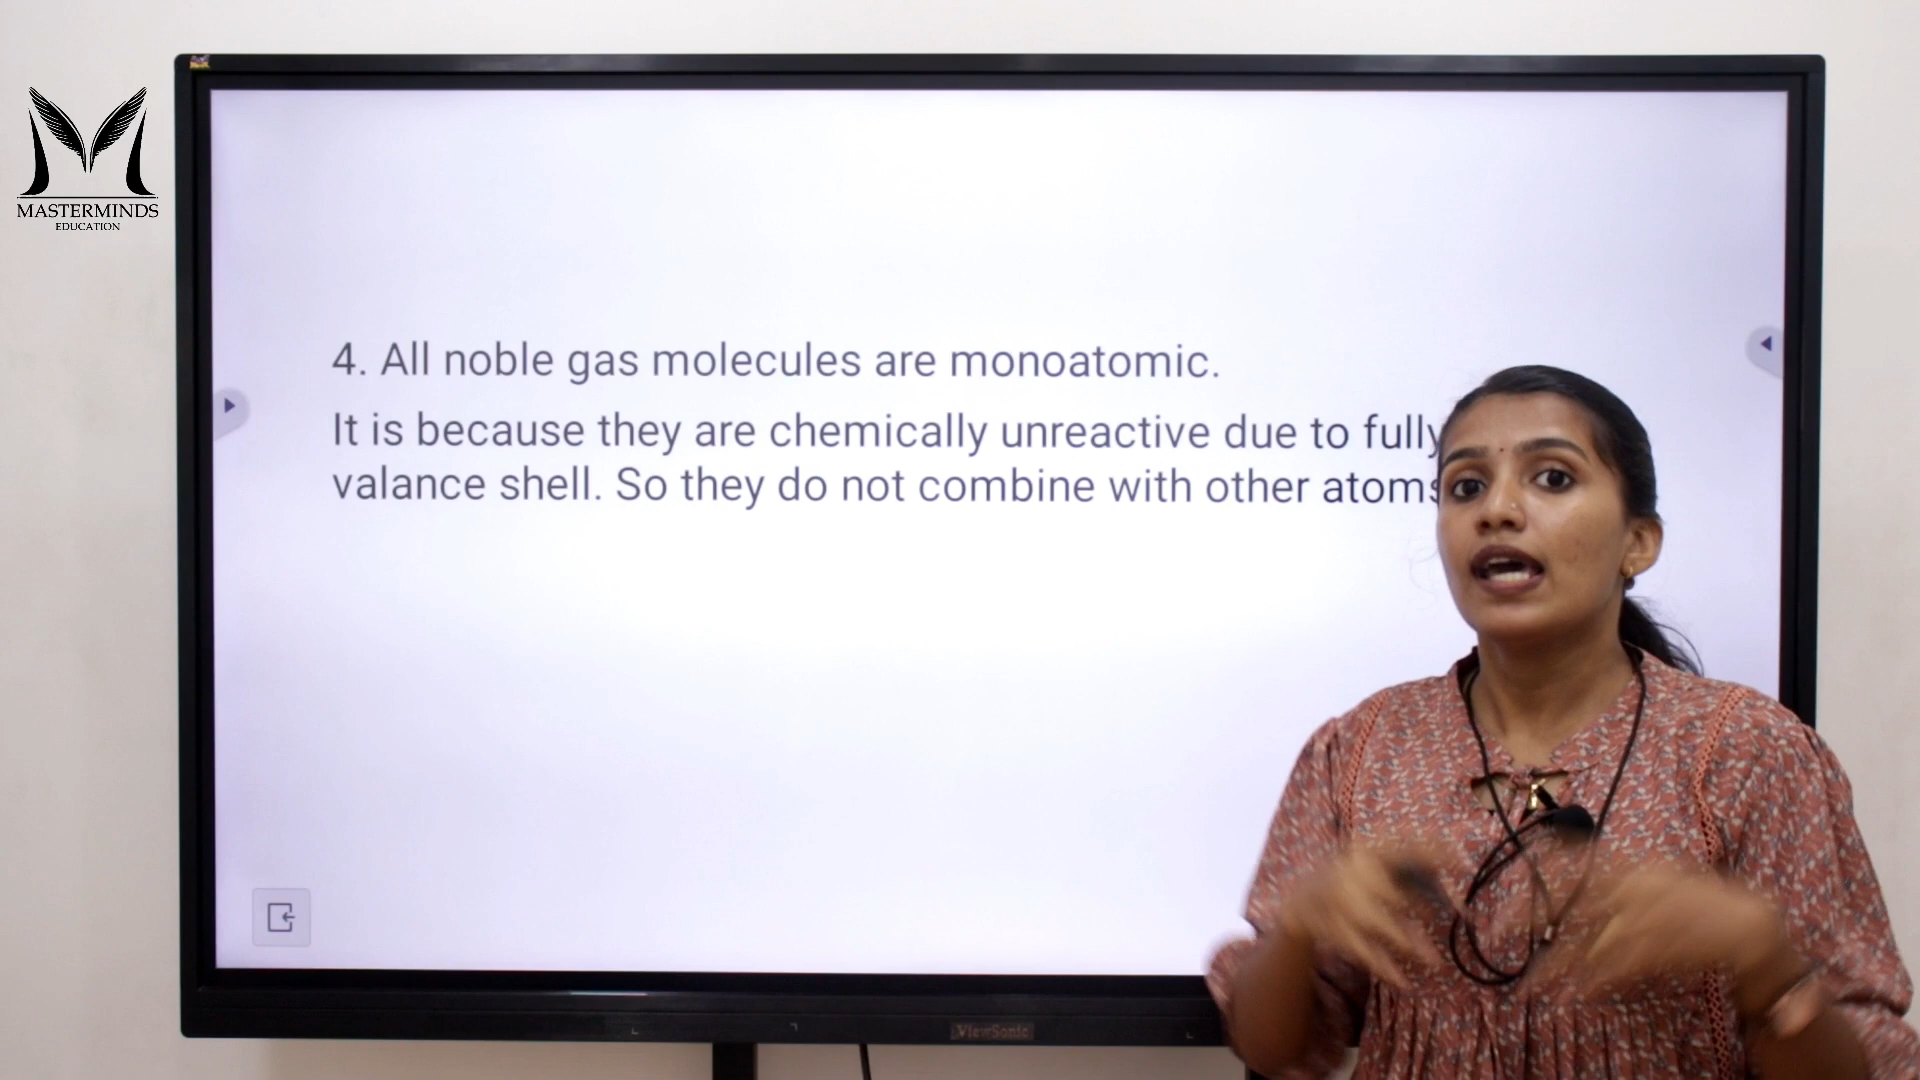 MASTERMINDS
EDUCATION
4. All noble gas molecules are monoatomic.
It is because they are chemically unreactive due to fully
valance shell. So they do not combine with other atoms
ViewSonic